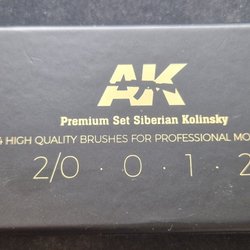 AK
Premium Set Siberian Kolinsky
HIGH QUALITY BRUSHES FOR PROFESSIONAL
2/0 · 0 · 1 · 2